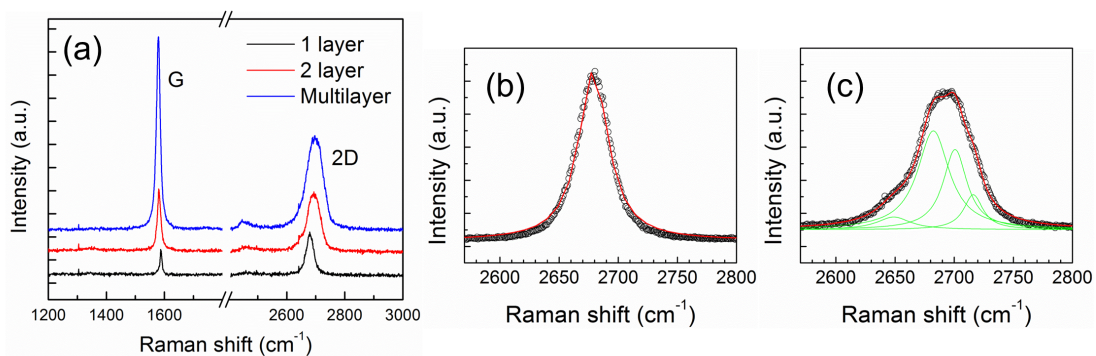 (a)
G
1 layer
2 layer
Multilayer
2D
Intensity (a.u.)
1200 1600 2600 2800 3000
Raman shift (cm-1)
(b)
Intensity (a.u.)
2600 2650 2700 2750 2800
Raman shift (cm-1)
(c)
Intensity (a.u.)
2600 2650 2700 2750 2800
Raman shift (cm-1)